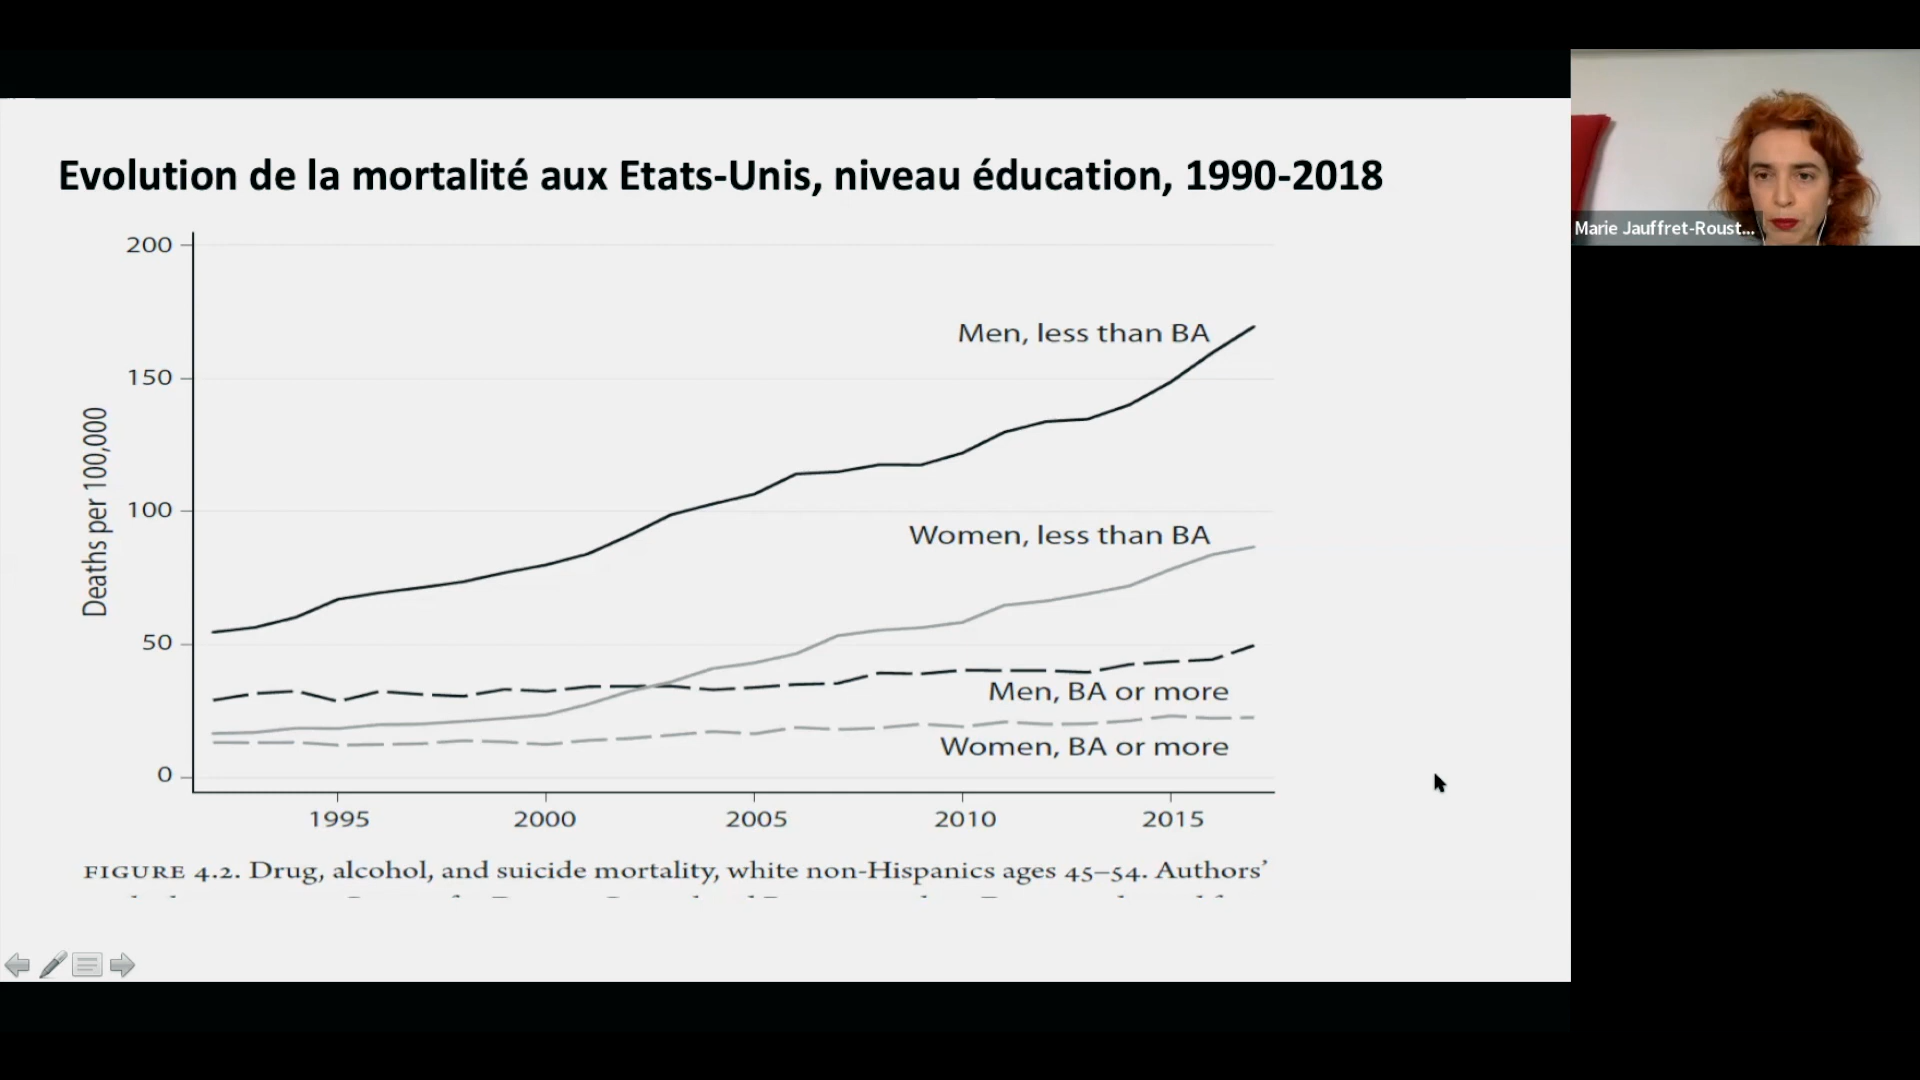 Evolution de la mortalité aux Etats-Unis, niveau éducation, 1990-2018
Marie Jauffret-Roust...
200
150
100
50
0
Deaths per 100,000
Men, less than BA
Women, less than BA
Men, BA or more
Women, BA or more
1995 2000 2005 2010 2015
FIGURE 4.2. Drug, alcohol, and suicide mortality, white non-Hispanics ages 45–54. Authors’